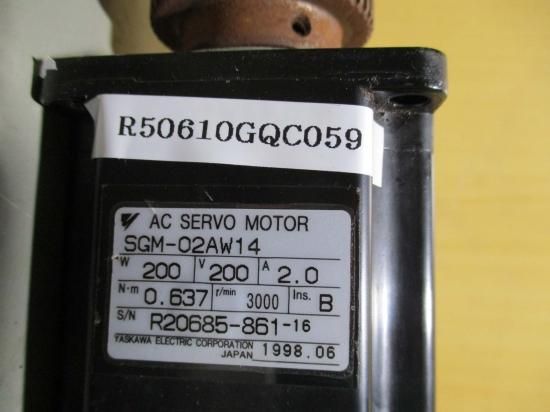 R50610GQC059
AC SERVO MOTOR
SGM-02AW14
W 200 V 200 A 2.0
N-m 0.637 r/min 3000 Ins. B
S/N R20685-861-16
YASKAWA ELECTRIC CORPORATION
JAPAN 1998.06